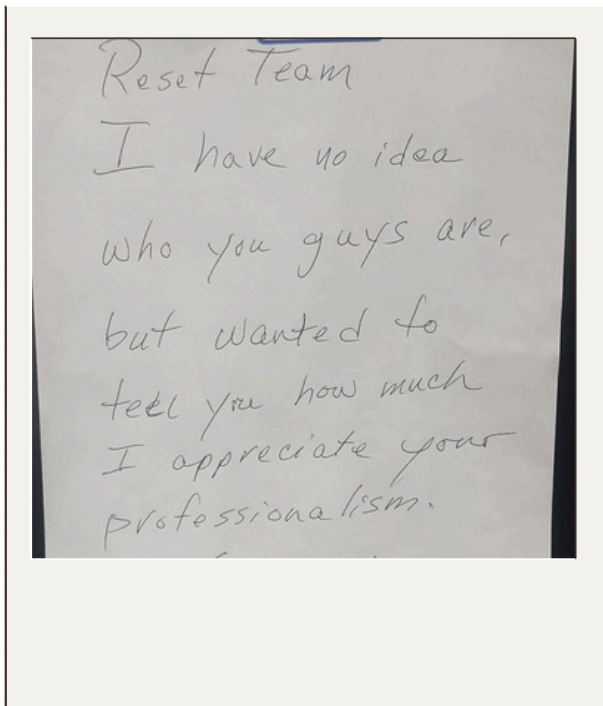 Reset Team
I have no idea
who you guys are,
but wanted to
tell you how much
I appreciate your
professionalism.